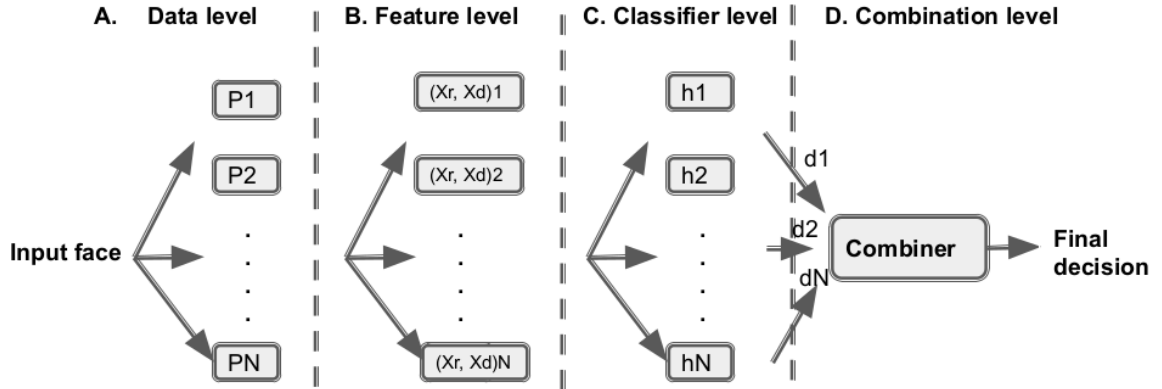 A. Data level
B. Feature level
C. Classifier level
D. Combination level
Input face
P1
P2
.
.
.
PN
(Xr, Xd)1
(Xr, Xd)2
.
.
.
(Xr, Xd)N
h1
h2
.
.
.
hN
d1
d2
dN
Combiner
Final
decision